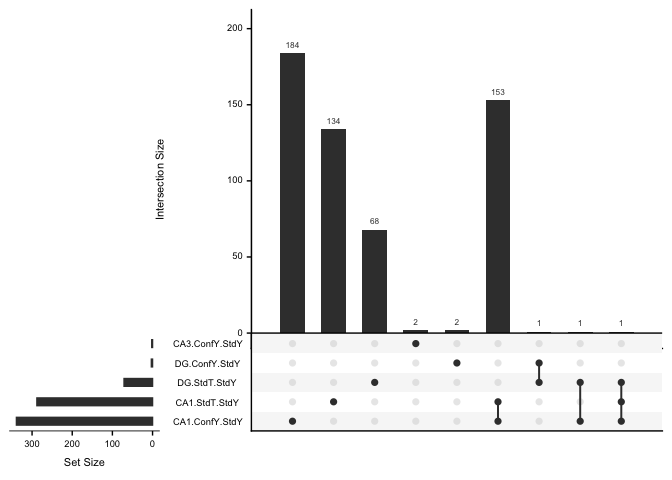 200
184
153
150
134
Intersection Size
100
68
50
2 2 1 1 1
0
CA3.ConfY.StdY
DG.ConfY.StdY
DG.StdT.StdY
CA1.StdT.StdY
CA1.ConfY.StdY
300 200 100 0
Set Size